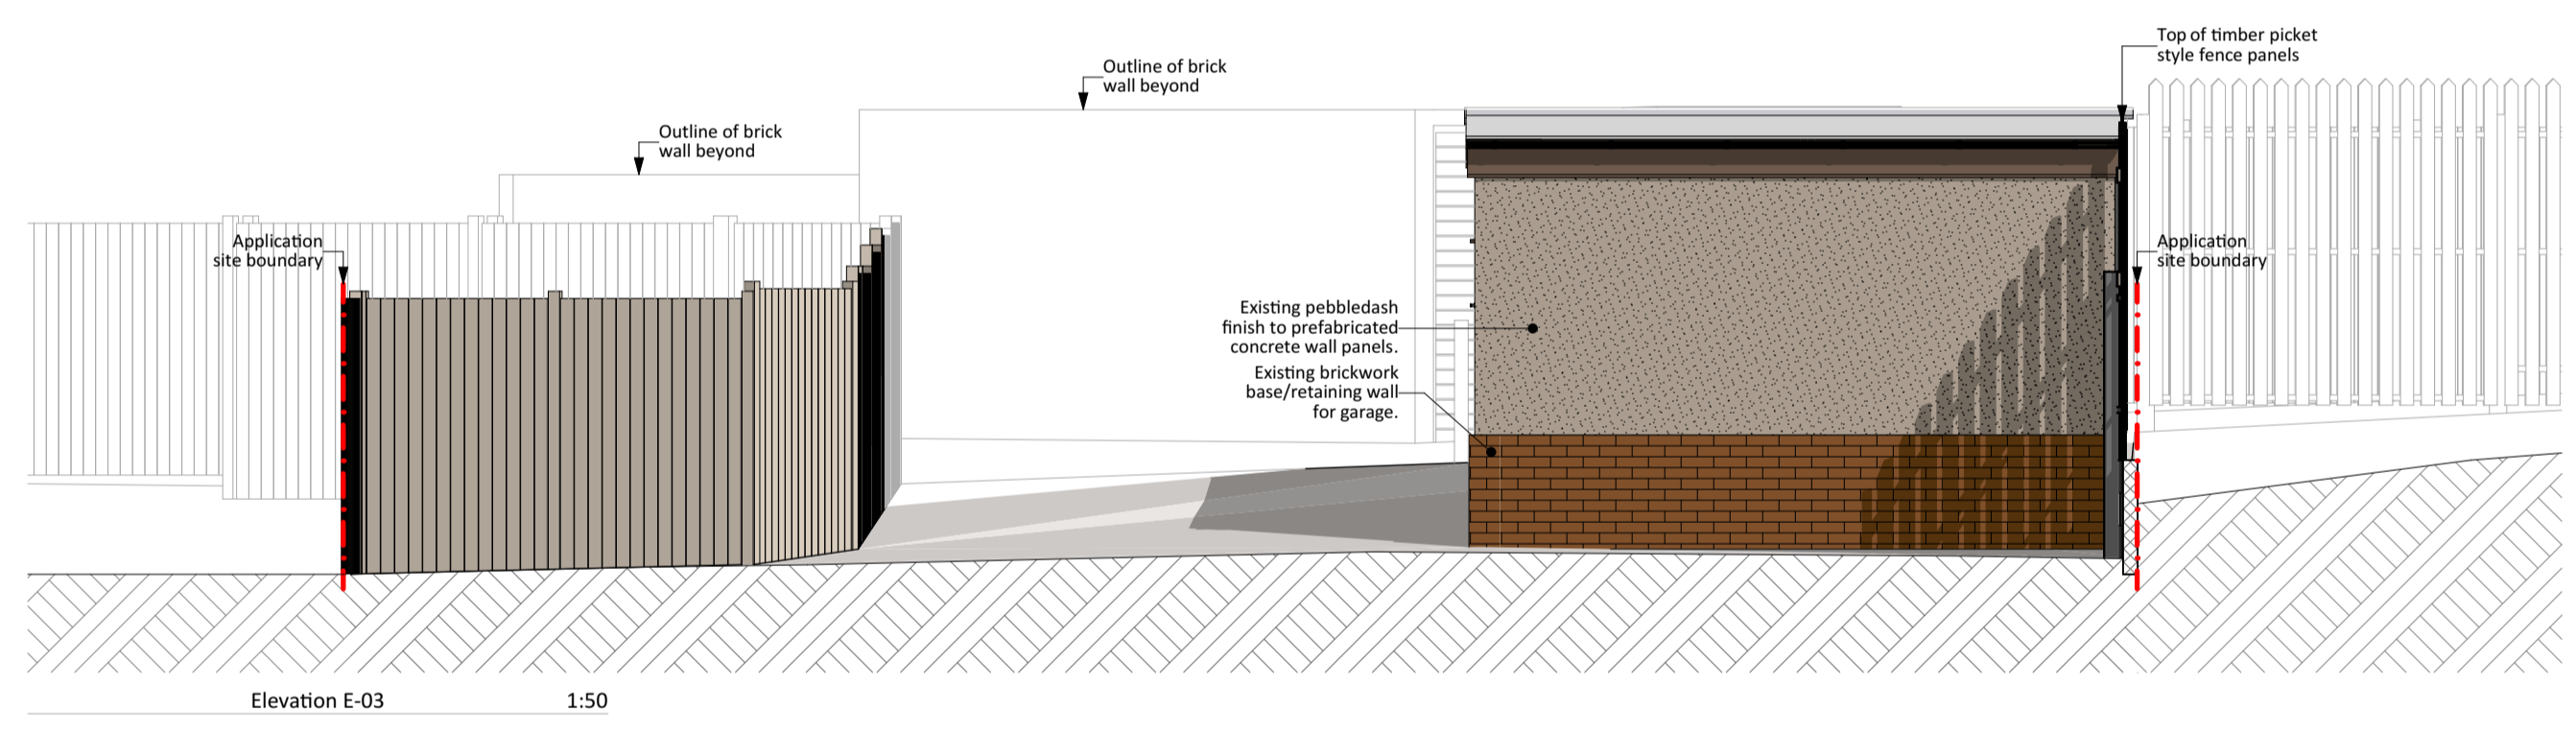 Top of timber picket
style fence panels
Outline of brick
wall beyond
Outline of brick
wall beyond
Application
site boundary
Application
site boundary
Existing pebbledash
finish to prefabricated
concrete wall panels.
Existing brickwork
base/retaining wall
for garage.
Elevation E-03 1:50